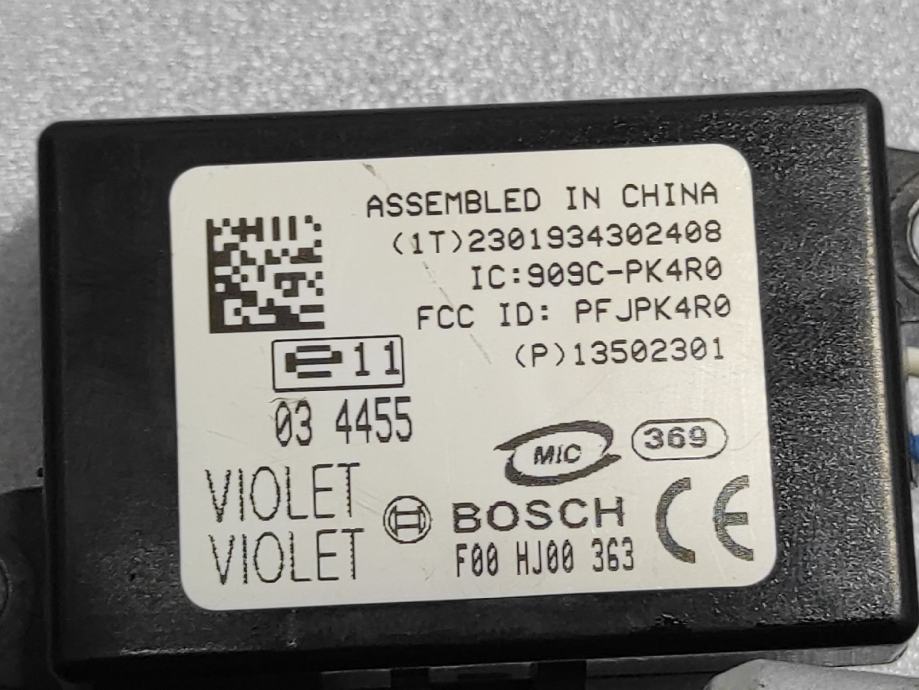 ASSEMBLED IN CHINA
(1T)2301934302408
IC:909C-PK4R0
FCC ID: PFJPK4R0
e11
(P)13502301
03 4455
MIC
369
VIOLET
VIOLET
BOSCH
CE
F00 HJ00 363